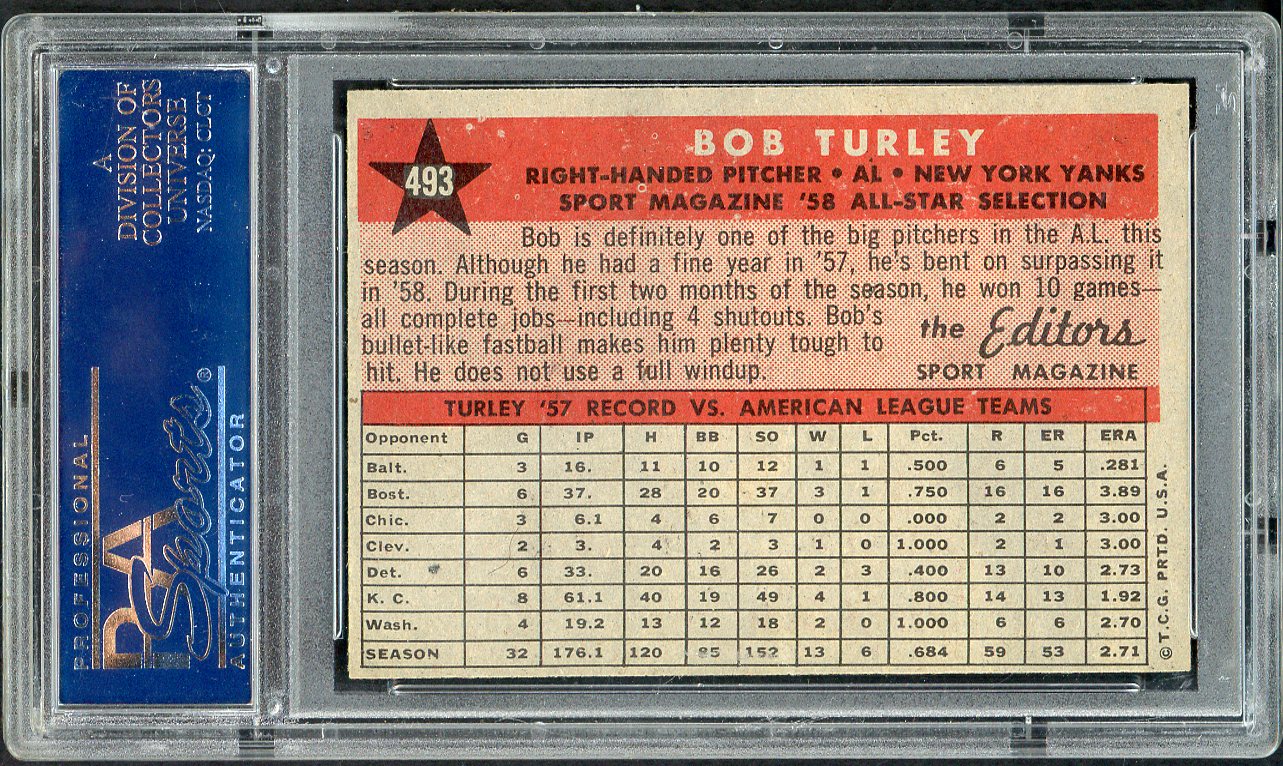 A
DIVISION OF
COLLECTORS
UNIVERSE
NASDAQ: CLCT
PROFESSIONAL
PSA
Sports®
AUTHENTICATOR
493
BOB TURLEY
RIGHT-HANDED PITCHER • AL • NEW YORK YANKS
SPORT MAGAZINE '58 ALL-STAR SELECTION
Bob is definitely one of the big pitchers in the A.L. this
season. Although he had a fine year in '57, he's bent on surpassing it
in '58. During the first two months of the season, he won 10 games—
all complete jobs—including 4 shutouts. Bob's
bullet-like fastball makes him plenty tough to
hit. He does not use a full windup.
the Editors
SPORT MAGAZINE
TURLEY '57 RECORD VS. AMERICAN LEAGUE TEAMS
Opponent G IP H BB SO W L Pct. R ER ERA
Balt. 3 16. 11 10 12 1 1 .500 6 5 .281
Bost. 6 37. 28 20 37 3 1 .750 16 16 3.89
Chic. 3 6.1 4 6 7 0 0 .000 2 2 3.00
Clev. 2 3. 4 2 3 1 0 1.000 2 1 3.00
Det. 6 33. 20 16 26 2 3 .400 13 10 2.73
K. C. 8 61.1 40 19 49 4 1 .800 14 13 1.92
Wash. 4 19.2 13 12 18 2 0 1.000 6 6 2.70
SEASON 32 176.1 120 85 152 13 6 .684 59 53 2.71
© T.C.G. PRTD. U.S.A.